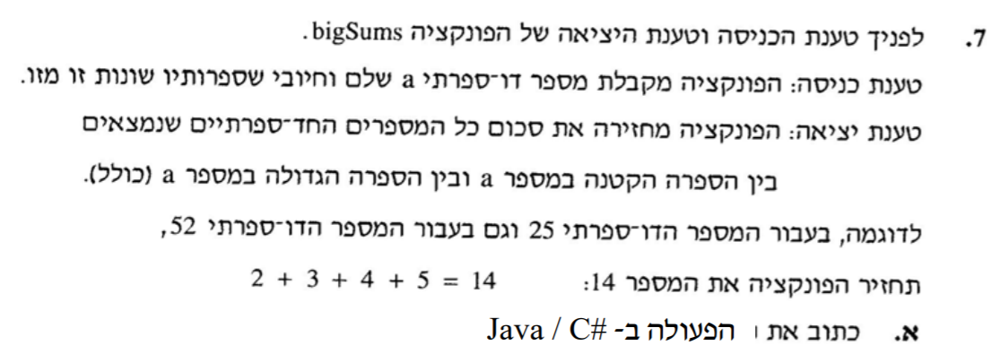 7. לפניך טענת הכניסה וטענת היציאה של הפונקציה bigSums.
טענת כניסה: הפונקציה מקבלת מספר דו־ספרתי a שלם וחיובי שספרותיו שונות זו מזו.
טענת יציאה: הפונקציה מחזירה את סכום כל המספרים החד־ספרתיים שנמצאים
בין הספרה הקטנה במספר a ובין הספרה הגדולה במספר a (כולל).
לדוגמה, בעבור המספר הדו־ספרתי 25 וגם בעבור המספר הדו־ספרתי 52,
תחזיר הפונקציה את המספר 14: 2 + 3 + 4 + 5 = 14
א. כתוב את הפעולה ב- Java / C#